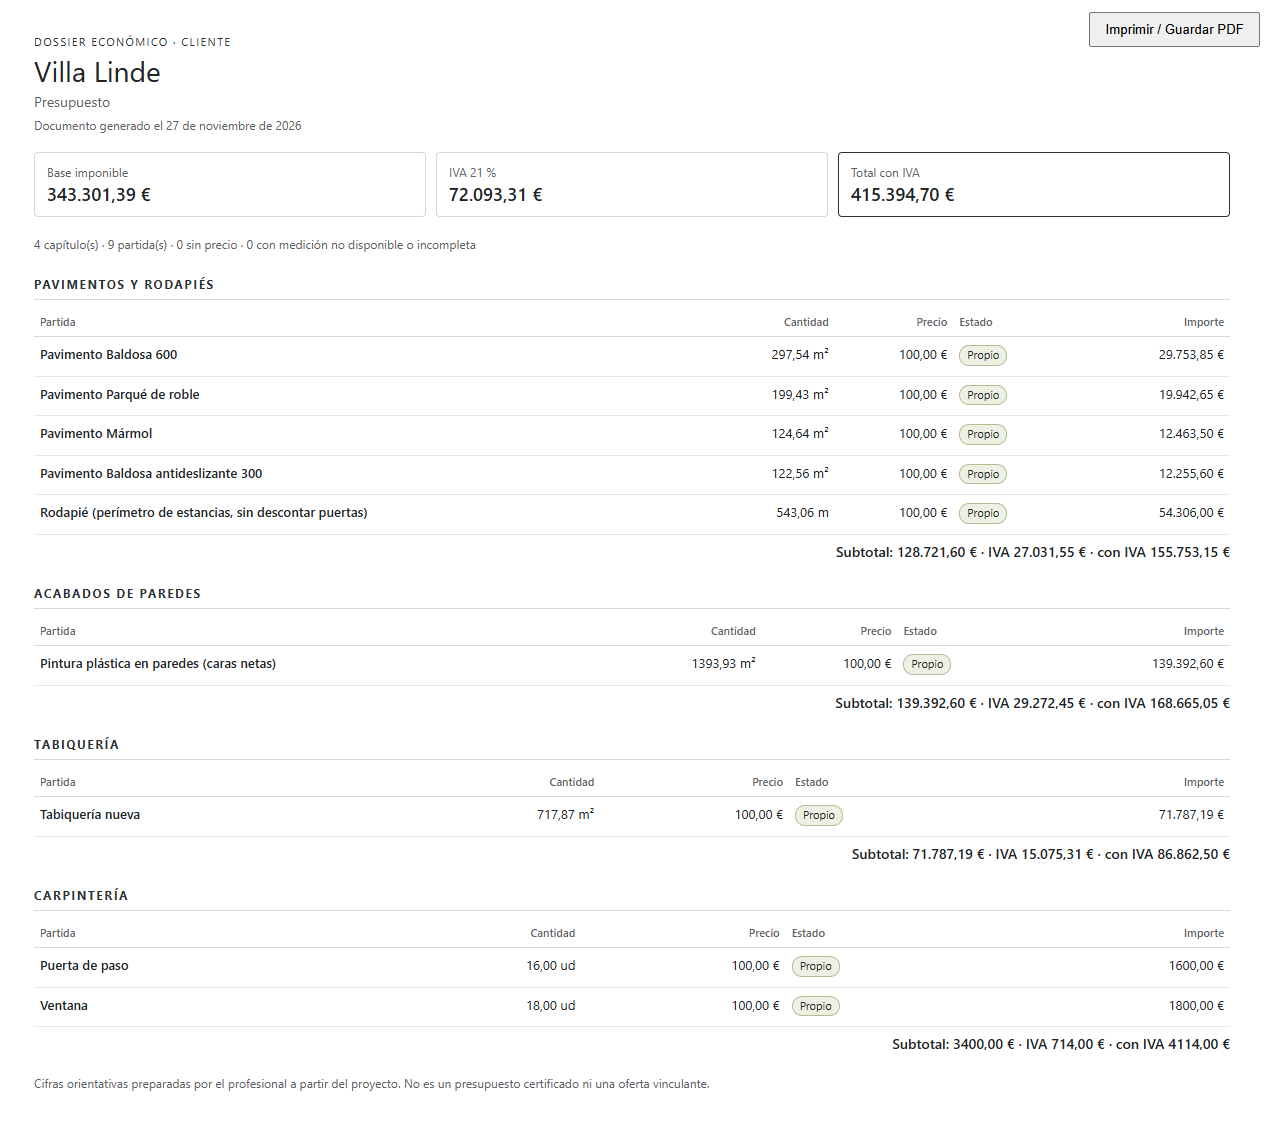 Imprimir / Guardar PDF
DOSSIER ECONÓMICO · CLIENTE
Villa Linde
Presupuesto
Documento generado el 27 de noviembre de 2026
Base imponible
343.301,39 €
IVA 21 %
72.093,31 €
Total con IVA
415.394,70 €
4 capítulo(s) · 9 partida(s) · 0 sin precio · 0 con medición no disponible o incompleta
PAVIMENTOS Y RODAPIÉS
Partida Cantidad Precio Estado Importe
Pavimento Baldosa 600 297,54 m² 100,00 € Propio 29.753,85 €
Pavimento Parqué de roble 199,43 m² 100,00 € Propio 19.942,65 €
Pavimento Mármol 124,64 m² 100,00 € Propio 12.463,50 €
Pavimento Baldosa antideslizante 300 122,56 m² 100,00 € Propio 12.255,60 €
Rodapié (perímetro de estancias, sin descontar puertas) 543,06 m 100,00 € Propio 54.306,00 €
Subtotal: 128.721,60 € · IVA 27.031,55 € · con IVA 155.753,15 €
ACABADOS DE PAREDES
Partida Cantidad Precio Estado Importe
Pintura plástica en paredes (caras netas) 1393,93 m² 100,00 € Propio 139.392,60 €
Subtotal: 139.392,60 € · IVA 29.272,45 € · con IVA 168.665,05 €
TABIQUERÍA
Partida Cantidad Precio Estado Importe
Tabiquería nueva 717,87 m² 100,00 € Propio 71.787,19 €
Subtotal: 71.787,19 € · IVA 15.075,31 € · con IVA 86.862,50 €
CARPINTERÍA
Partida Cantidad Precio Estado Importe
Puerta de paso 16,00 ud 100,00 € Propio 1600,00 €
Ventana 18,00 ud 100,00 € Propio 1800,00 €
Subtotal: 3400,00 € · IVA 714,00 € · con IVA 4114,00 €
Cifras orientativas preparadas por el profesional a partir del proyecto. No es un presupuesto certificado ni una oferta vinculante.